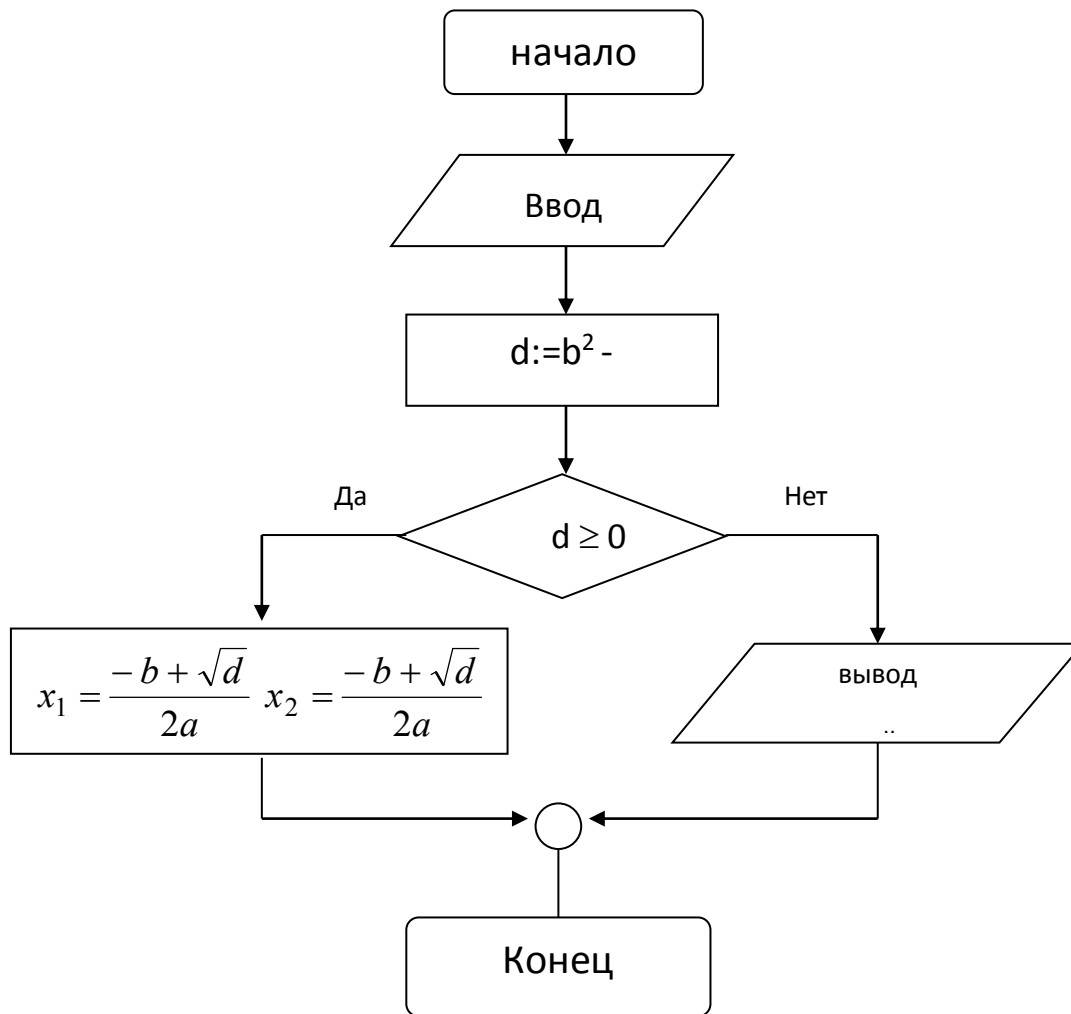 начало
Ввод
d:=b² -
Да
Нет
d ≥ 0
x₁ = (-b + √d)/2a x₂ = (-b + √d)/2a
вывод
..
Конец